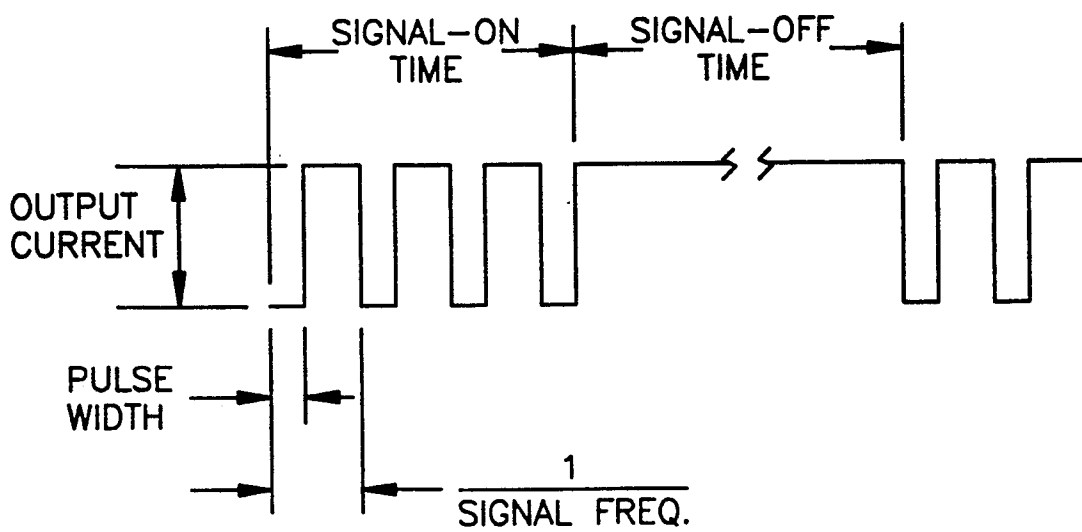 SIGNAL-ON
TIME
SIGNAL-OFF
TIME
OUTPUT
CURRENT
PULSE
WIDTH
1
SIGNAL FREQ.